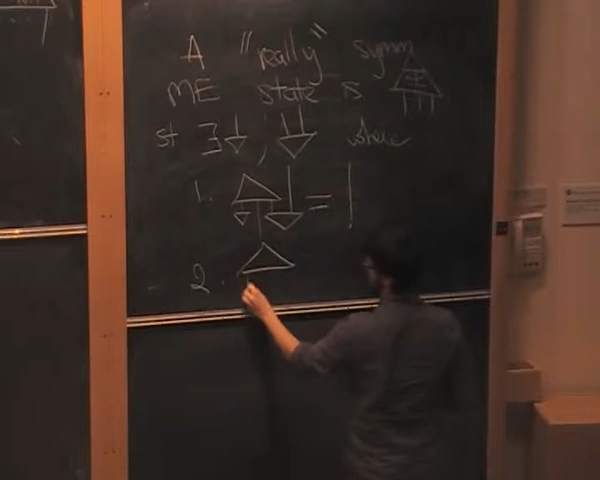 A "really" symm
ME state is
st ∃ , where
1. = |
2.